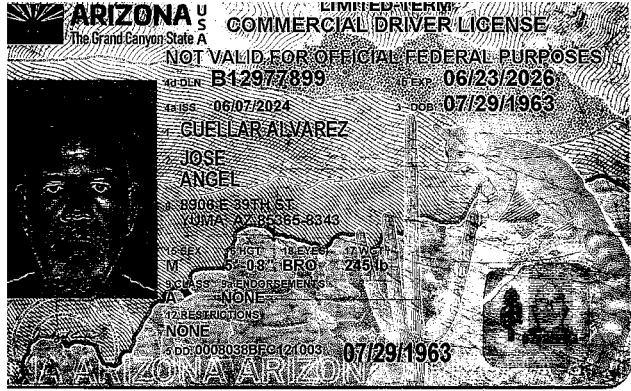 ARIZONA USA
The Grand Canyon State
LIMITED-TERM
COMMERCIAL DRIVER LICENSE
NOT VALID FOR OFFICIAL FEDERAL PURPOSES
4d DLN B12977899
4b EXP 06/23/2026
4a ISS 06/07/2024
3 DOB 07/29/1963
1 CUELLAR ALVAREZ
2 JOSE
ANGEL
8 8906 E 39TH ST
YUMA, AZ 85365-8343
15 SEX 16 HGT 18 EYES 17 WGT
M 5'-08" BRO 245 lb
9 CLASS 9a ENDORSEMENTS
A NONE
12 RESTRICTIONS
NONE
5 DD 0008038BFC121003
07/29/1963
ARIZONA ARIZONA